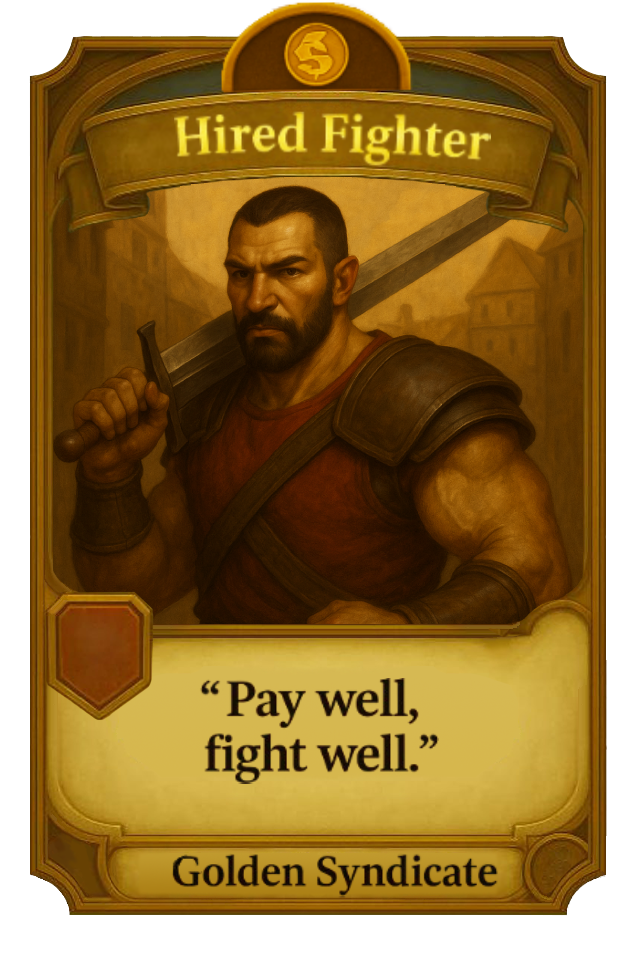 Hired Fighter
“Pay well,
fight well.”
Golden Syndicate